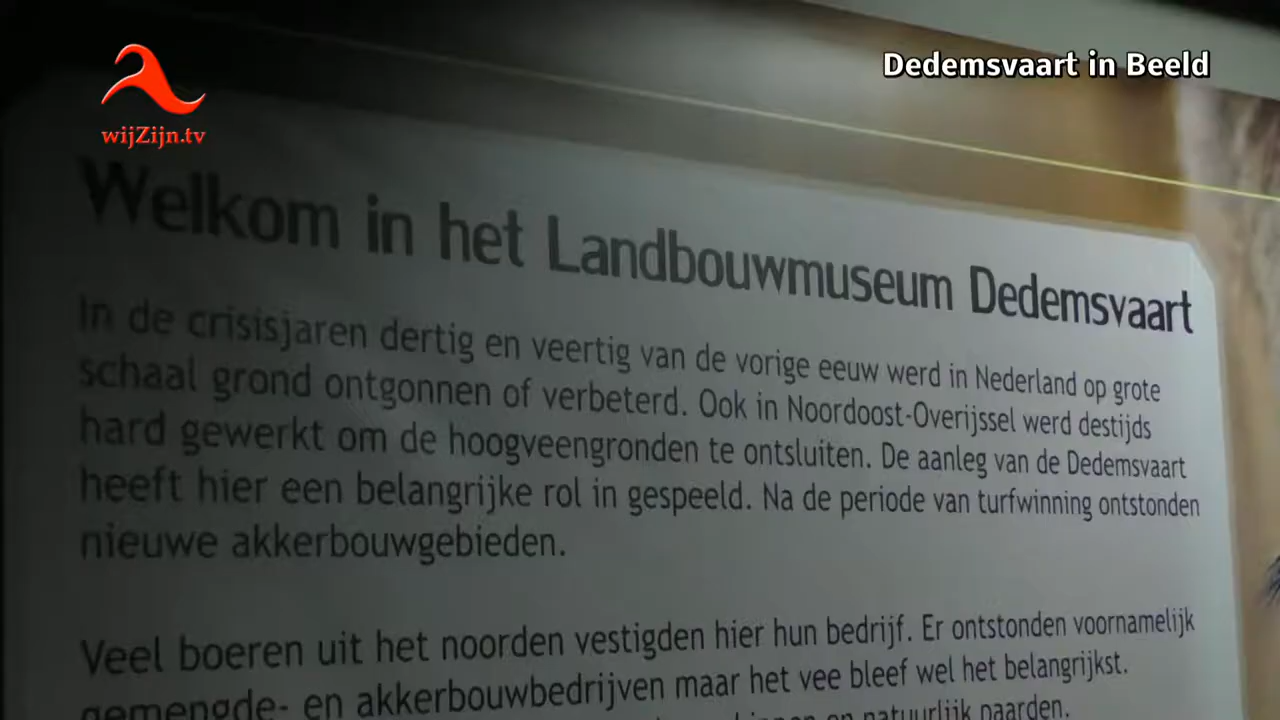 Dedemsvaart in Beeld
wijZijn.tv
Welkom in het Landbouwmuseum Dedemsvaart
In de crisisjaren dertig en veertig van de vorige eeuw werd in Nederland op grote
schaal grond ontgonnen of verbeterd. Ook in Noordoost-Overijssel werd destijds
hard gewerkt om de hoogveengronden te ontsluiten. De aanleg van de Dedemsvaart
heeft hier een belangrijke rol in gespeeld. Na de periode van turfwinning ontstonden
nieuwe akkerbouwgebieden.
Veel boeren uit het noorden vestigden hier hun bedrijf. Er ontstonden voornamelijk
gemengde- en akkerbouwbedrijven maar het vee bleef wel het belangrijkst.
en natuurlijk paarden.